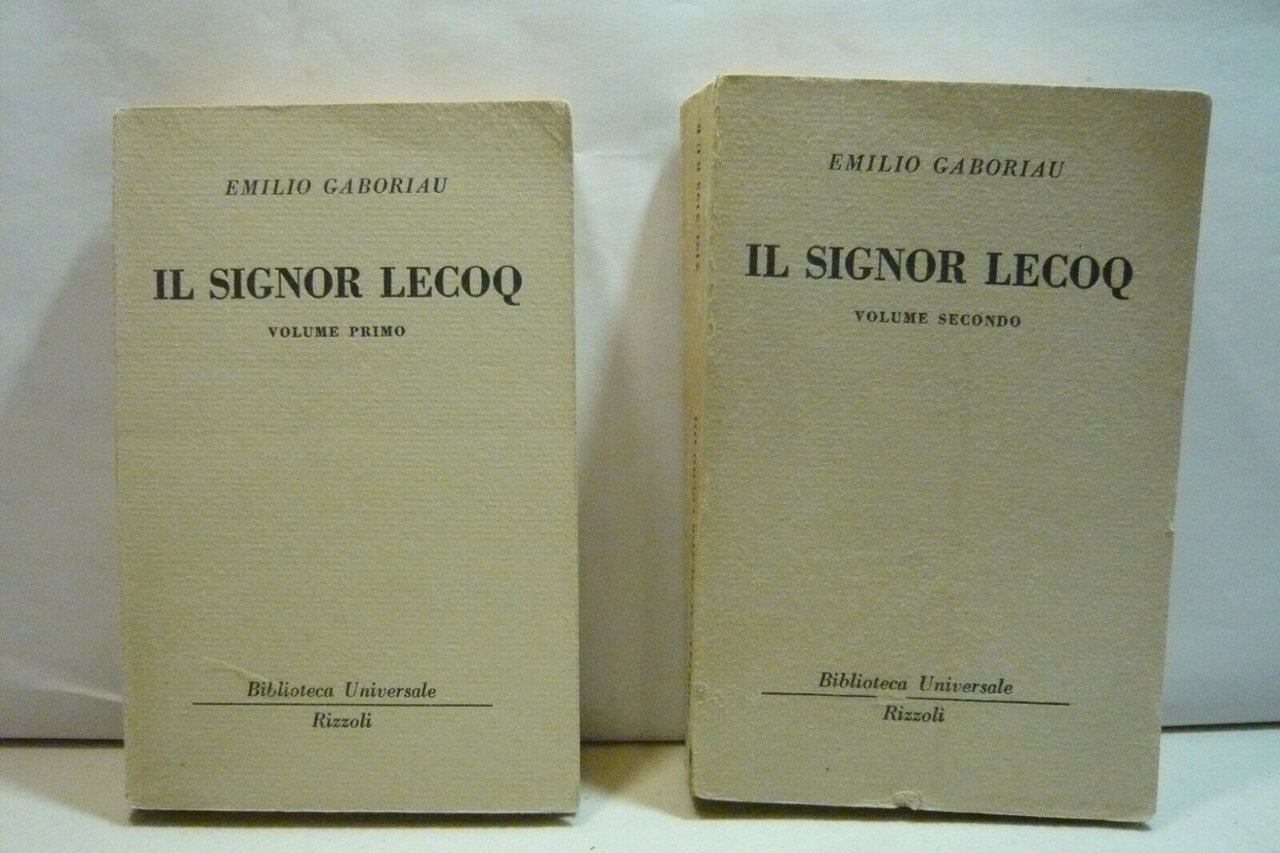 EMILIO GABORIAU
IL SIGNOR LECOQ
VOLUME PRIMO
Biblioteca Universale
Rizzoli
EMILIO GABORIAU
IL SIGNOR LECOQ
VOLUME SECONDO
Biblioteca Universale
Rizzoli